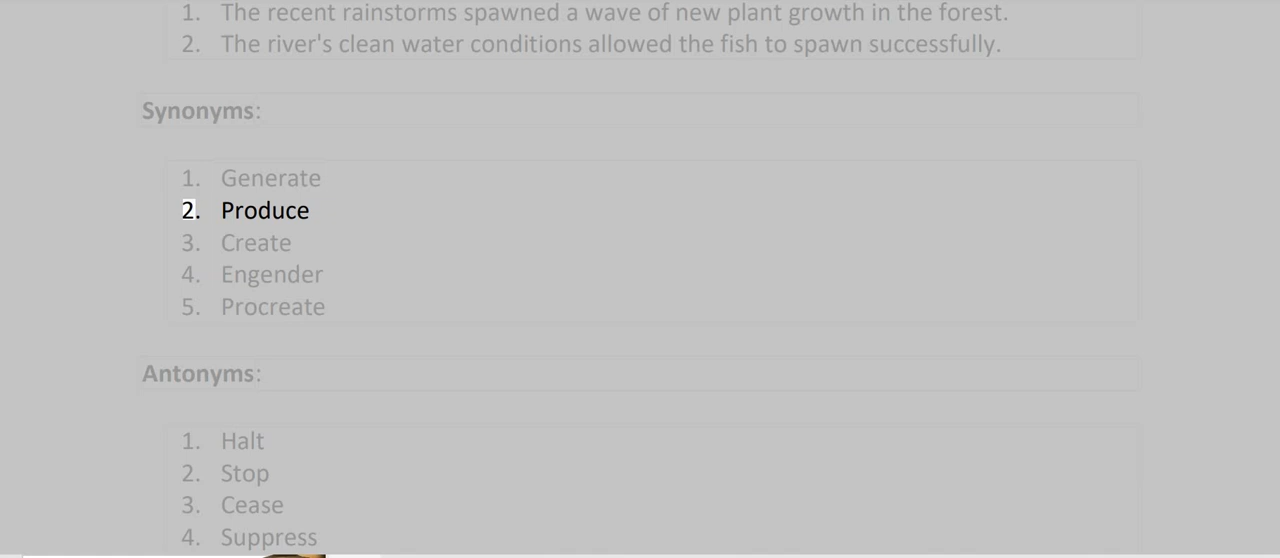 1. The recent rainstorms spawned a wave of new plant growth in the forest.
2. The river's clean water conditions allowed the fish to spawn successfully.
Synonyms:
1. Generate
2. Produce
3. Create
4. Engender
5. Procreate
Antonyms:
1. Halt
2. Stop
3. Cease
4. Suppress